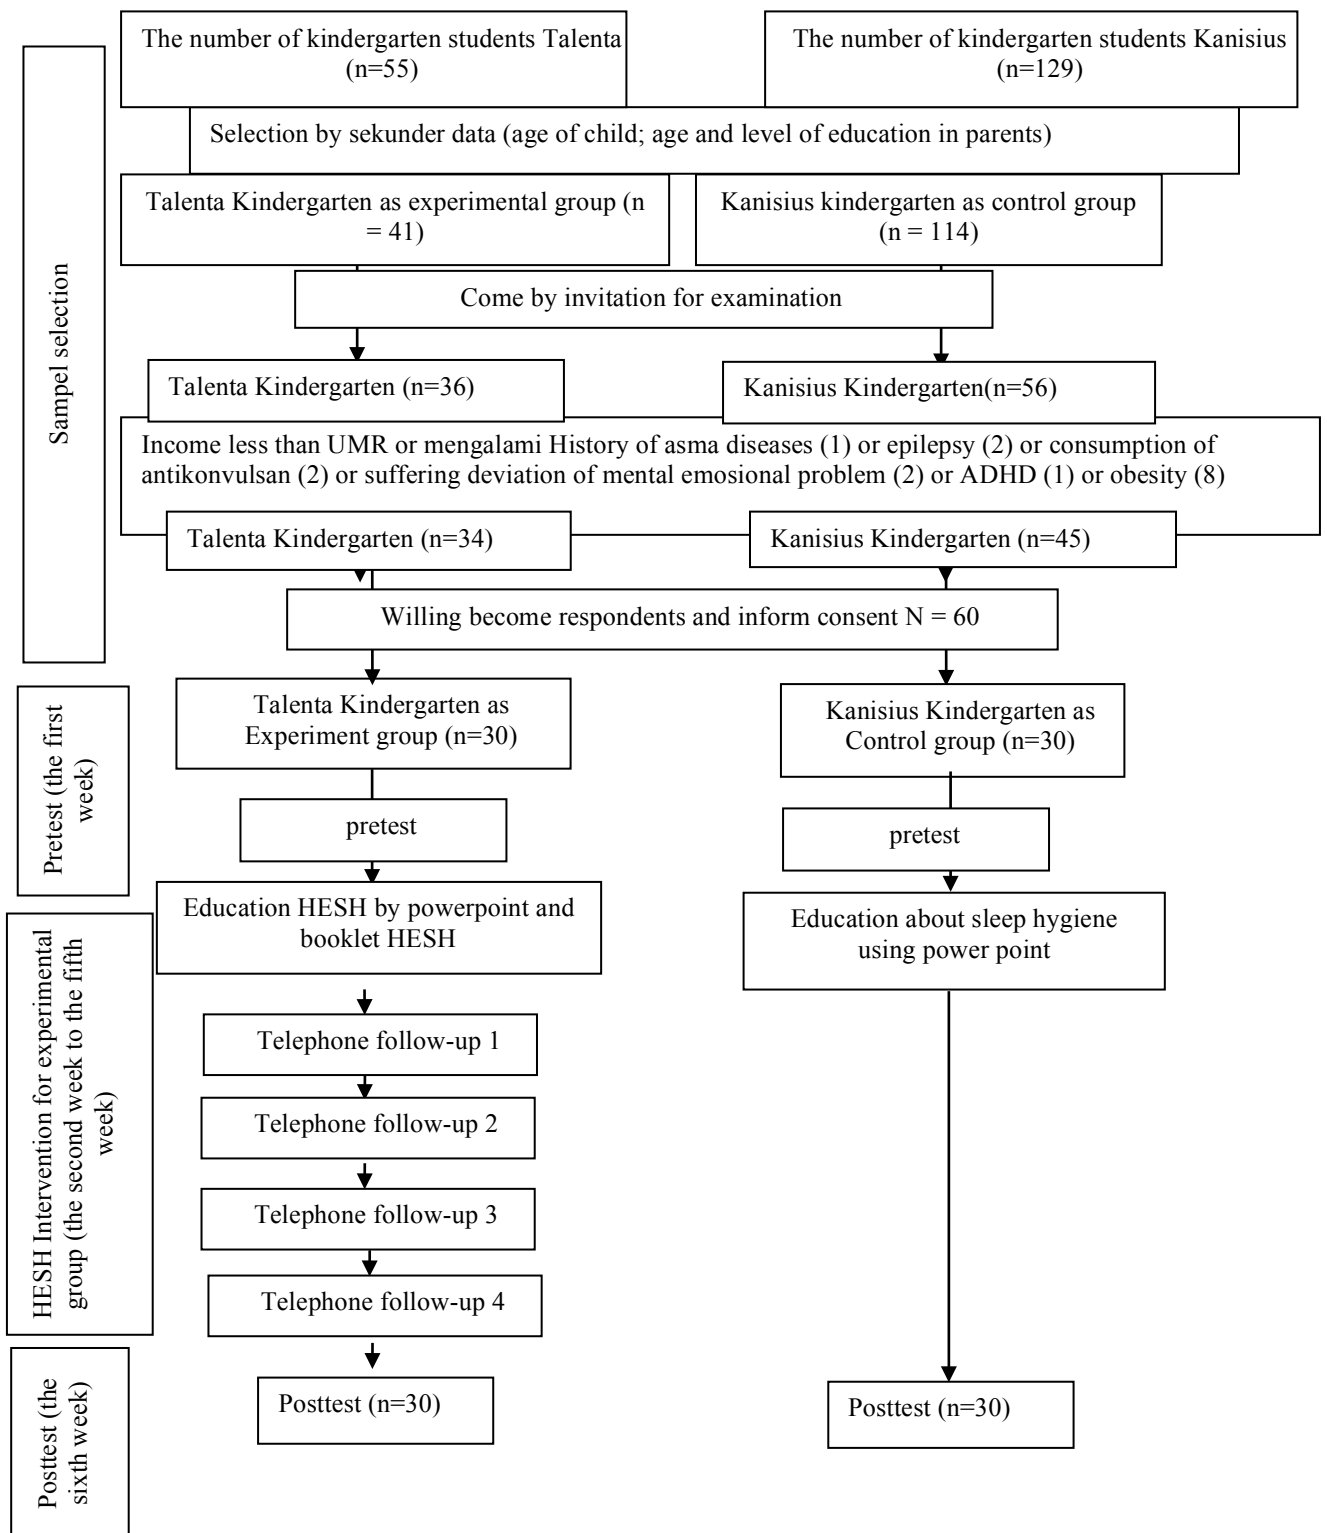 The number of kindergarten students Talenta
(n=55)
The number of kindergarten students Kanisius
(n=129)
Selection by sekunder data (age of child; age and level of education in parents)
Talenta Kindergarten as experimental group (n
= 41)
Kanisius kindergarten as control group
(n = 114)
Come by invitation for examination
Sampel selection
Talenta Kindergarten (n=36)
Kanisius Kindergarten(n=56)
Income less than UMR or mengalami History of asma diseases (1) or epilepsy (2) or consumption of
antikonvulsan (2) or suffering deviation of mental emosional problem (2) or ADHD (1) or obesity (8)
Talenta Kindergarten (n=34)
Kanisius Kindergarten (n=45)
Willing become respondents and inform consent N = 60
Pretest (the first
week)
Talenta Kindergarten as
Experiment group (n=30)
Kanisius Kindergarten as
Control group (n=30)
pretest
pretest
HESH Intervention for experimental
group (the second week to the fifth
week)
Education HESH by powerpoint and
booklet HESH
Education about sleep hygiene
using power point
Telephone follow-up 1
Telephone follow-up 2
Telephone follow-up 3
Telephone follow-up 4
Posttest (the
sixth week)
Posttest (n=30)
Posttest (n=30)